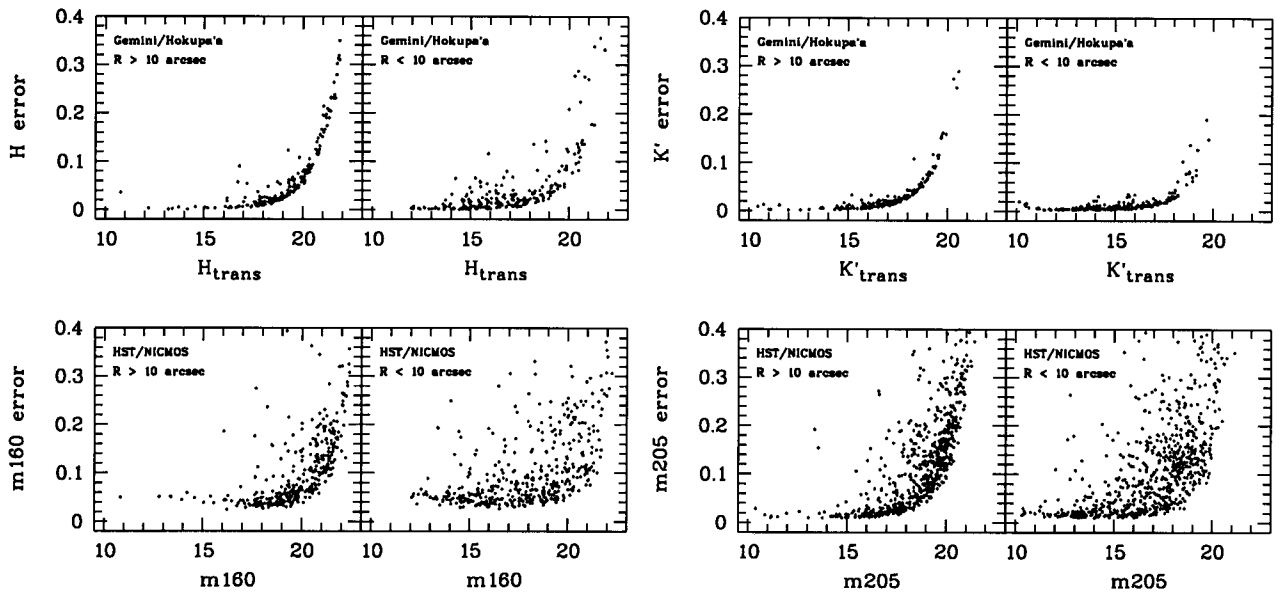 0.4
0.3
0.2
0.1
0
H error
Gemini/Hokupa'a
R > 10 arcsec
Gemini/Hokupa'a
R < 10 arcsec
10 15 20 10 15 20
H_trans H_trans
0.4
0.3
0.2
0.1
0
K' error
Gemini/Hokupa'a
R > 10 arcsec
Gemini/Hokupa'a
R < 10 arcsec
10 15 20 10 15 20
K'_trans K'_trans
0.4
0.3
0.2
0.1
0
m160 error
HST/NICMOS
R > 10 arcsec
HST/NICMOS
R < 10 arcsec
10 15 20 10 15 20
m160 m160
0.4
0.3
0.2
0.1
0
m205 error
HST/NICMOS
R > 10 arcsec
HST/NICMOS
R < 10 arcsec
10 15 20 10 15 20
m205 m205